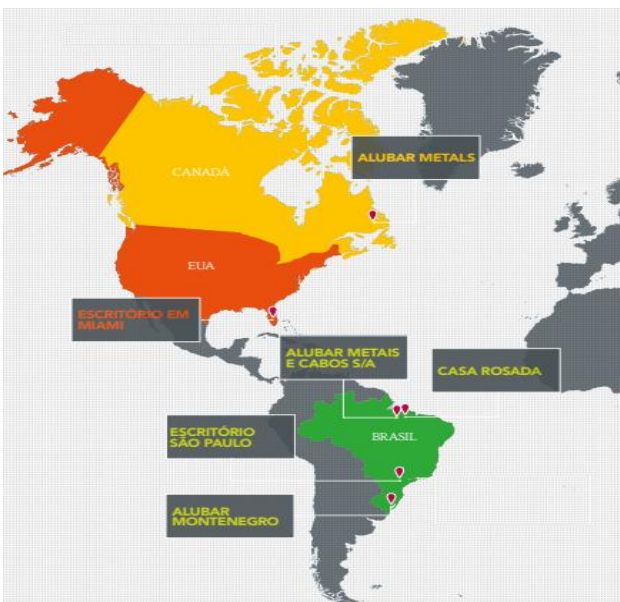 ALUBAR METALS
CANADÁ
EUA
ESCRITÓRIO EM
MIAMI
ALUBAR METAIS
E CABOS S/A
CASA ROSADA
ESCRITÓRIO
SÃO PAULO
BRASIL
ALUBAR
MONTENEGRO